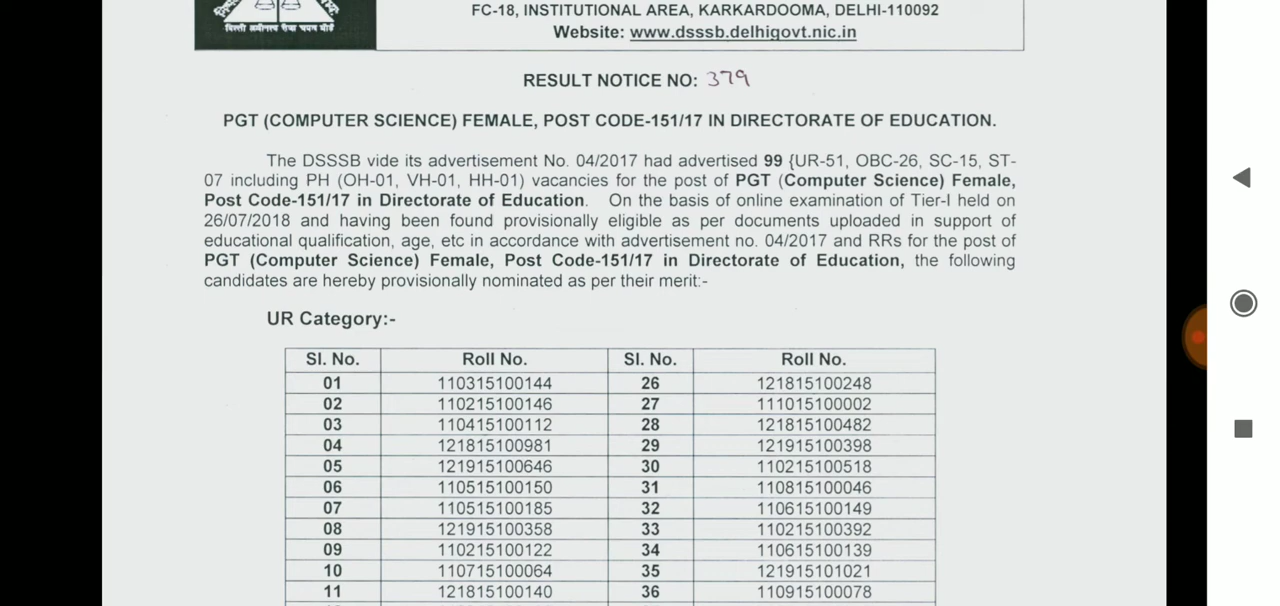 दिल्ली अधीनस्थ सेवा चयन बोर्ड
FC-18, INSTITUTIONAL AREA, KARKARDOOMA, DELHI-110092
Website: www.dsssb.delhigovt.nic.in
RESULT NOTICE NO: 379
PGT (COMPUTER SCIENCE) FEMALE, POST CODE-151/17 IN DIRECTORATE OF EDUCATION.
The DSSSB vide its advertisement No. 04/2017 had advertised 99 {UR-51, OBC-26, SC-15, ST-
07 including PH (OH-01, VH-01, HH-01) vacancies for the post of PGT (Computer Science) Female,
Post Code-151/17 in Directorate of Education. On the basis of online examination of Tier-I held on
26/07/2018 and having been found provisionally eligible as per documents uploaded in support of
educational qualification, age, etc in accordance with advertisement no. 04/2017 and RRs for the post of
PGT (Computer Science) Female, Post Code-151/17 in Directorate of Education, the following
candidates are hereby provisionally nominated as per their merit:-
UR Category:-
Sl. No. Roll No. Sl. No. Roll No.
01 110315100144 26 121815100248
02 110215100146 27 111015100002
03 110415100112 28 121815100482
04 121815100981 29 121915100398
05 121915100646 30 110215100518
06 110515100150 31 110815100046
07 110515100185 32 110615100149
08 121915100358 33 110215100392
09 110215100122 34 110615100139
10 110715100064 35 121915101021
11 121815100140 36 110915100078